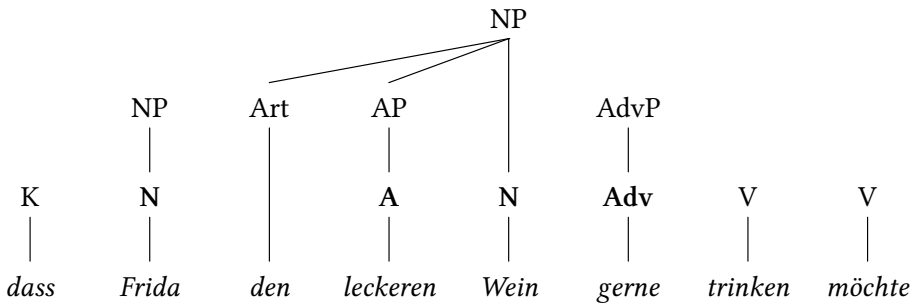 NP
NP Art AP AdvP
K N A N Adv V V
dass Frida den leckeren Wein gerne trinken möchte